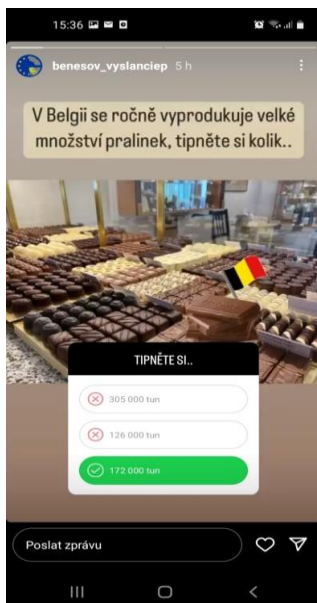 15:36
benesov_vyslanciep 5 h
V Belgii se ročně vyprodukuje velké
množství pralinek, tipněte si kolik..
TIPNĚTE SI..
305 000 tun
126 000 tun
172 000 tun
Poslat zprávu